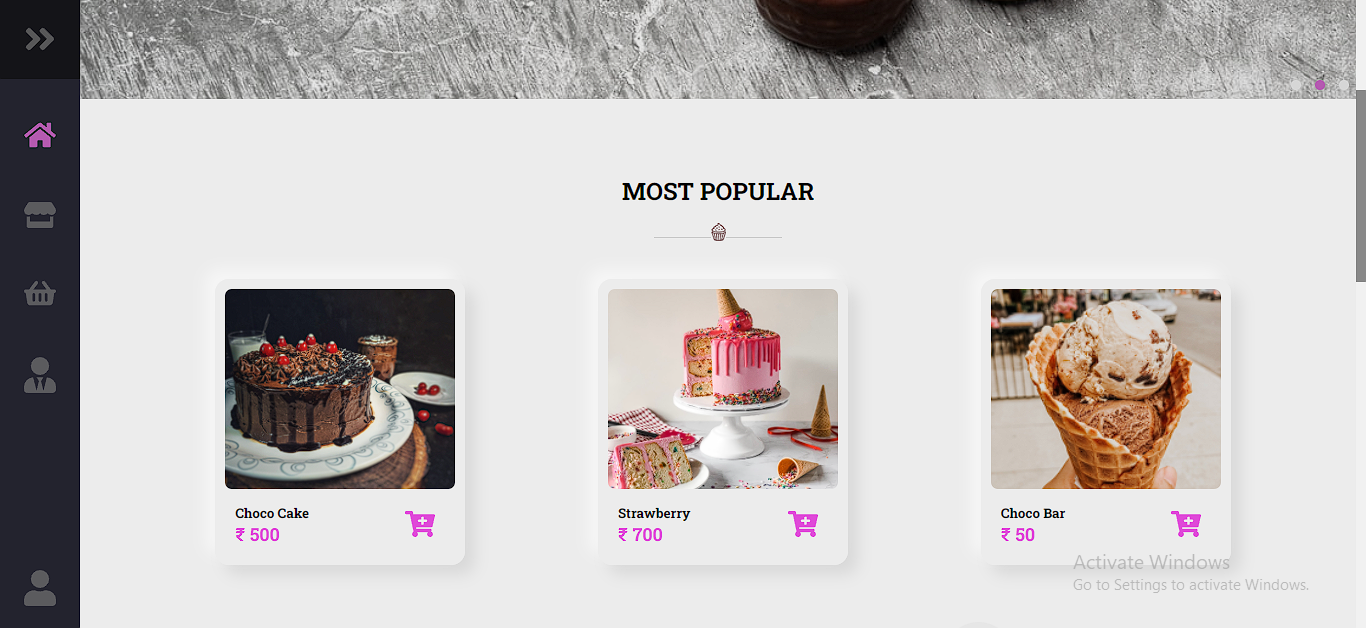 MOST POPULAR
Choco Cake
₹ 500
Strawberry
₹ 700
Choco Bar
₹ 50
Activate Windows
Go to Settings to activate Windows.